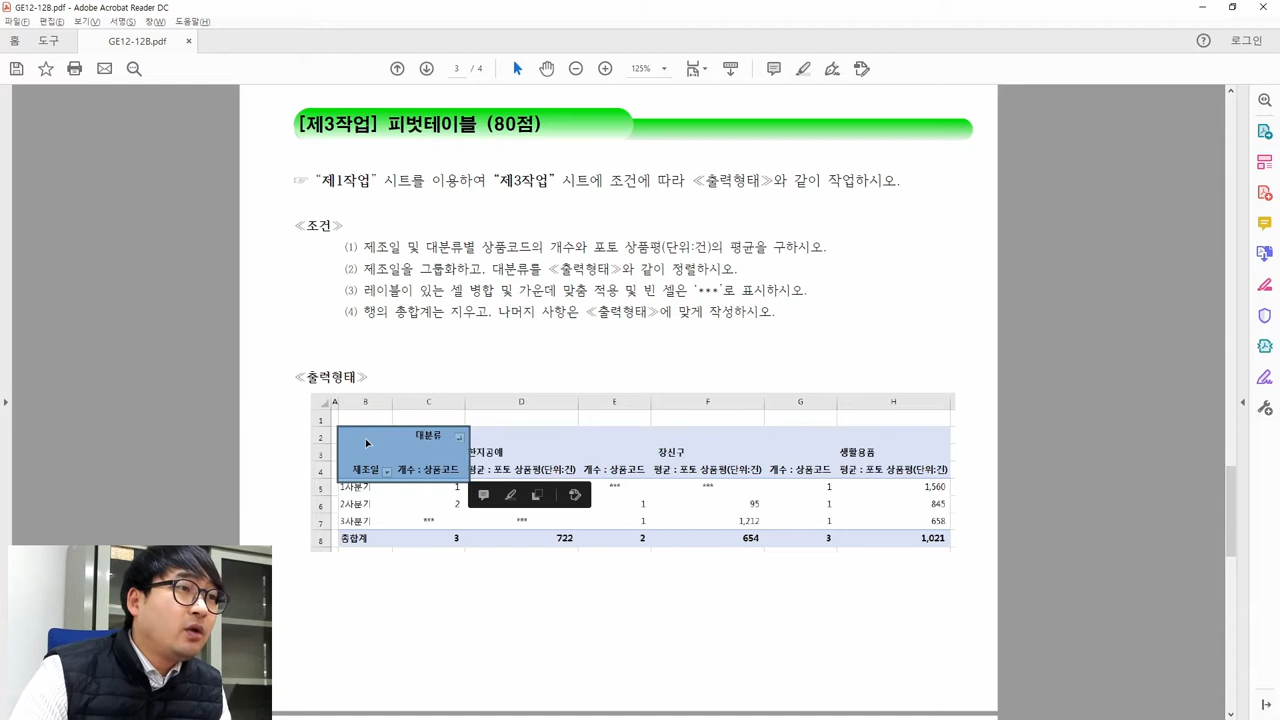 GE12-12B.pdf - Adobe Acrobat Reader DC
파일(F) 편집(E) 보기(V) 서명(S) 창(W) 도움말(H)
홈 도구 GE12-12B.pdf × 로그인
3 / 4 125%
[제3작업] 피벗테이블 (80점)
☞ “제1작업” 시트를 이용하여 “제3작업” 시트에 조건에 따라 ≪출력형태≫와 같이 작업하시오.
≪조건≫
(1) 제조일 및 대분류별 상품코드의 개수와 포토 상품평(단위:건)의 평균을 구하시오.
(2) 제조일을 그룹화하고, 대분류를 ≪출력형태≫와 같이 정렬하시오.
(3) 레이블이 있는 셀 병합 및 가운데 맞춤 적용 및 빈 셀은 ‘***’로 표시하시오.
(4) 행의 총합계는 지우고, 나머지 사항은 ≪출력형태≫에 맞게 작성하시오.
≪출력형태≫
A B C D E F G H
1
2 대분류
3 한지공예 장신구 생활용품
4 제조일 개수 : 상품코드 평균 : 포토 상품평(단위:건) 개수 : 상품코드 평균 : 포토 상품평(단위:건) 개수 : 상품코드 평균 : 포토 상품평(단위:건)
5 1사분기 1 *** *** 1 1,560
6 2사분기 2 1 95 1 845
7 3사분기 *** *** 1 1,212 1 658
8 총합계 3 722 2 654 3 1,021